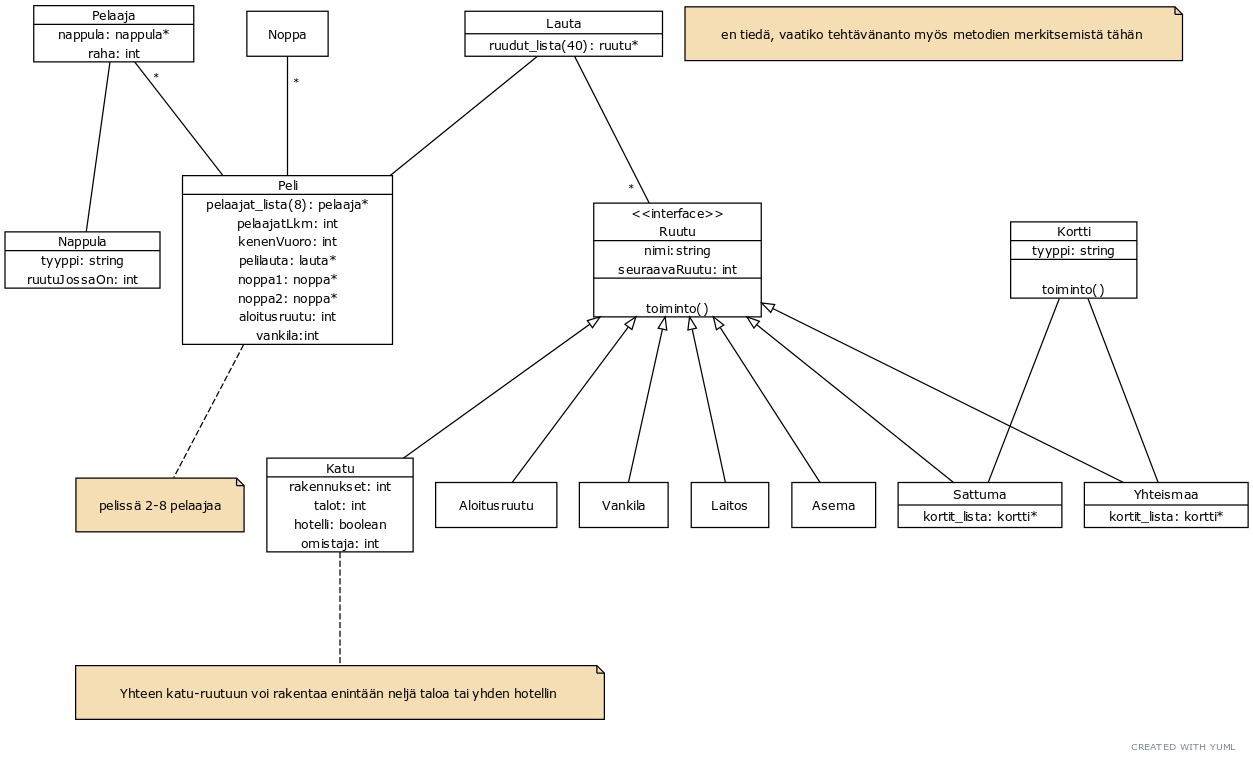 Pelaaja
nappula: nappula*
raha: int
Noppa
Lauta
ruudut_lista(40): ruutu*
en tiedä, vaatiko tehtävänanto myös metodien merkitsemistä tähän
*
*
*
Nappula
tyyppi: string
ruutuJossaOn: int
Peli
pelaajat_lista(8): pelaaja*
pelaajatLkm: int
kenenVuoro: int
pelilauta: lauta*
noppa1: noppa*
noppa2: noppa*
aloitusruutu: int
vankila:int
<<interface>>
Ruutu
nimi:string
seuraavaRuutu: int
toiminto()
Kortti
tyyppi: string
toiminto()
pelissä 2-8 pelaajaa
Katu
rakennukset: int
talot: int
hotelli: boolean
omistaja: int
Aloitusruutu
Vankila
Laitos
Asema
Sattuma
kortit_lista: kortti*
Yhteismaa
kortit_lista: kortti*
Yhteen katu-ruutuun voi rakentaa enintään neljä taloa tai yhden hotellin
CREATED WITH YUML